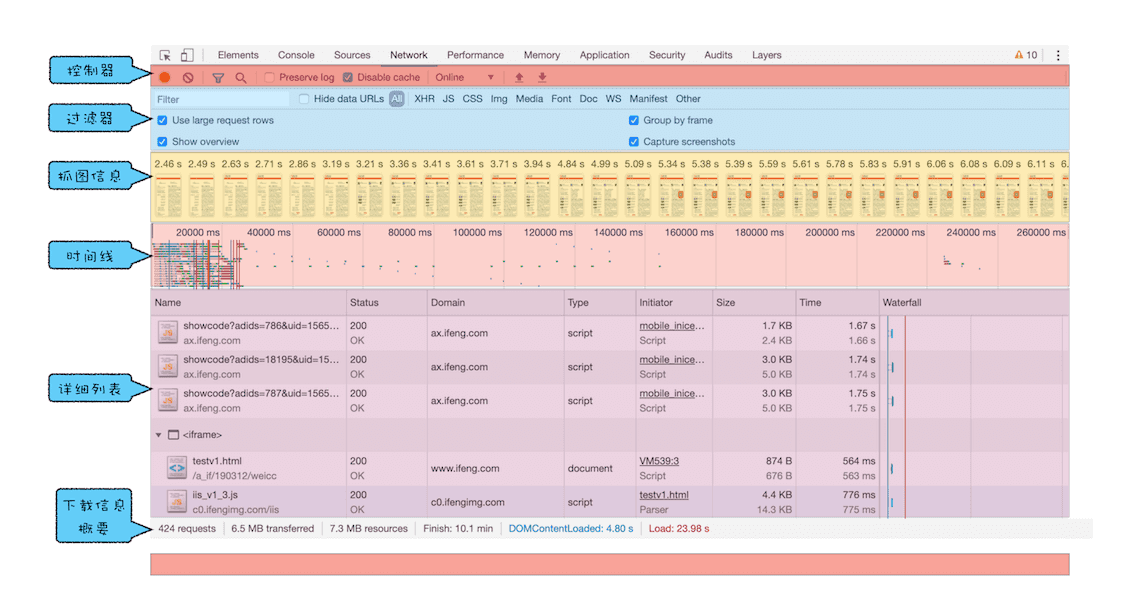 Elements Console Sources Network Performance Memory Application Security Audits Layers 10
控制器
Preserve log Disable cache Online
过滤器
Filter Hide data URLs All XHR JS CSS Img Media Font Doc WS Manifest Other
Use large request rows Group by frame
Show overview Capture screenshots
抓图信息
2.46 s 2.49 s 2.63 s 2.71 s 2.86 s 3.19 s 3.21 s 3.36 s 3.41 s 3.61 s 3.71 s 3.94 s 4.84 s 4.99 s 5.09 s 5.34 s 5.38 s 5.39 s 5.59 s 5.61 s 5.78 s 5.83 s 5.91 s 6.06 s 6.08 s 6.09 s 6.11 s 6.
时间线
20000 ms 40000 ms 60000 ms 80000 ms 100000 ms 120000 ms 140000 ms 160000 ms 180000 ms 200000 ms 220000 ms 240000 ms 260000 ms
Name Status Domain Type Initiator Size Time Waterfall
showcode?adids=786&uid=1565... 200 ax.ifeng.com script mobile_inice... 1.7 KB 1.67 s
ax.ifeng.com OK Script 2.4 KB 1.66 s
showcode?adids=18195&uid=15... 200 ax.ifeng.com script mobile_inice... 3.0 KB 1.74 s
ax.ifeng.com OK Script 5.0 KB 1.74 s
详细列表
showcode?adids=787&uid=1565... 200 ax.ifeng.com script mobile_inice... 3.0 KB 1.75 s
ax.ifeng.com OK Script 5.0 KB 1.75 s
<iframe>
testv1.html 200 www.ifeng.com document VM539:3 874 B 564 ms
/a_if/190312/weicc OK Script 676 B 563 ms
iis_v1_3.js 200 c0.ifengimg.com script testv1.html 4.4 KB 776 ms
c0.ifengimg.com/iis OK Parser 14.3 KB 775 ms
下载信息
概要
424 requests 6.5 MB transferred 7.3 MB resources Finish: 10.1 min DOMContentLoaded: 4.80 s Load: 23.98 s